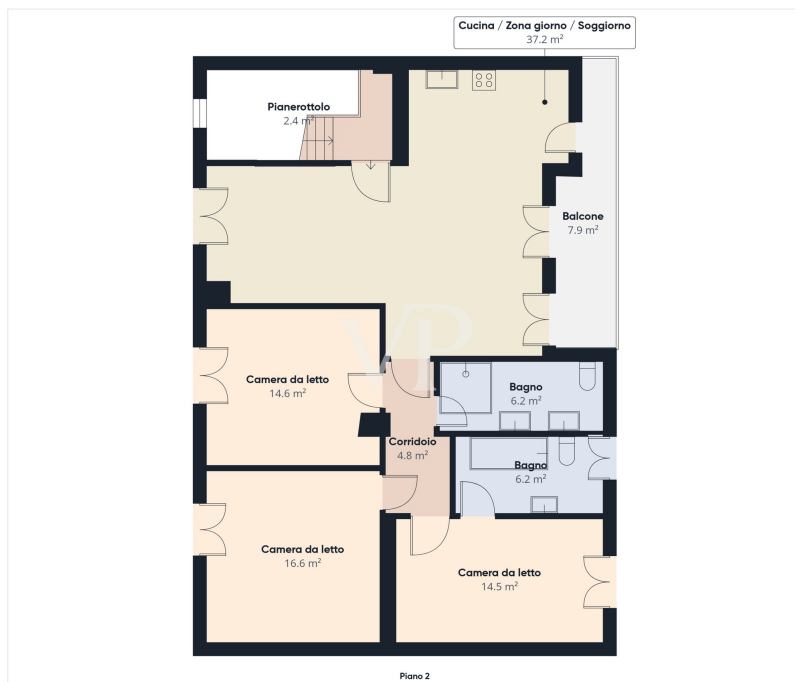 Cucina / Zona giorno / Soggiorno
37.2 m²
Pianerottolo
2.4 m²
Balcone
7.9 m²
VP
Camera da letto
14.6 m²
Bagno
6.2 m²
Corridoio
4.8 m²
Bagno
6.2 m²
Camera da letto
16.6 m²
Camera da letto
14.5 m²
Piano 2